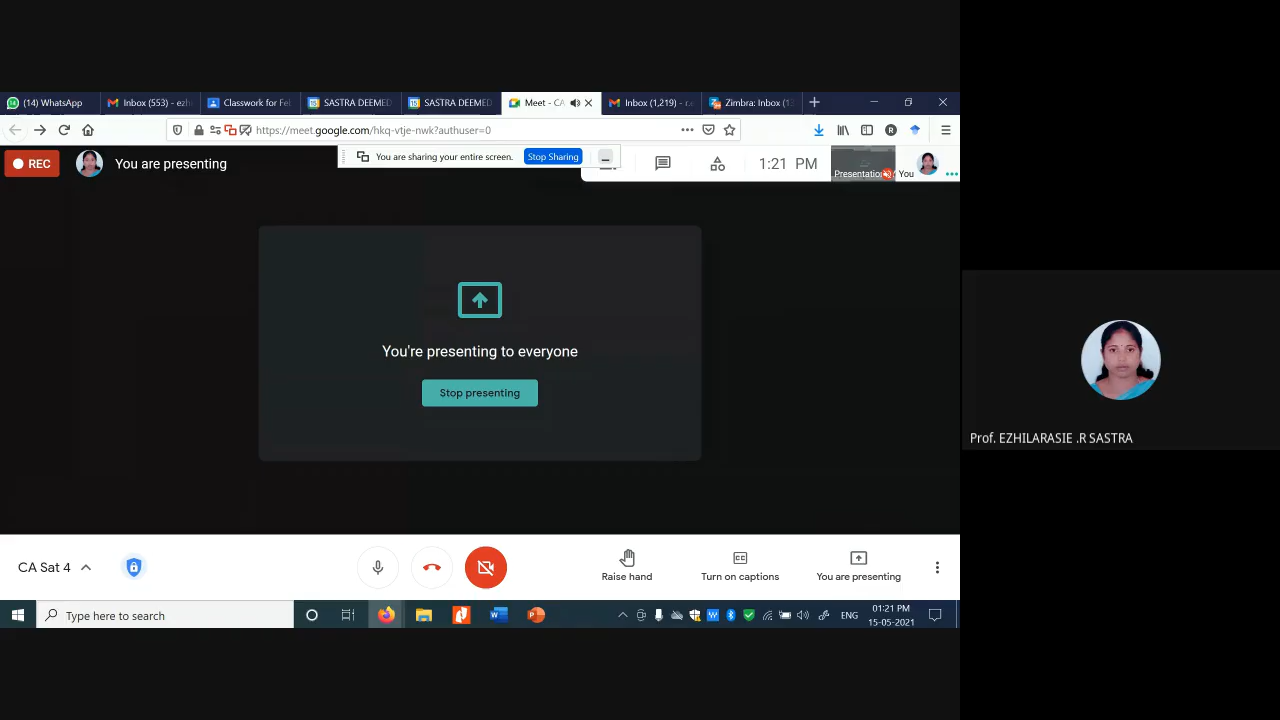 (14) WhatsApp
Inbox (553) - ezhi
Classwork for Fel
SASTRA DEEMED
SASTRA DEEMED
Meet - CA
Inbox (1,219) - c
Zimbra: Inbox (1
https://meet.google.com/hkq-vtje-nwk?authuser=0
REC
You are presenting
You are sharing your entire screen.
Stop Sharing
1:21 PM
Presentation
You
You're presenting to everyone
Stop presenting
Prof. EZHILARASIE .R SASTRA
CA Sat 4
Raise hand
Turn on captions
You are presenting
Type here to search
ENG
01:21 PM
15-05-2021